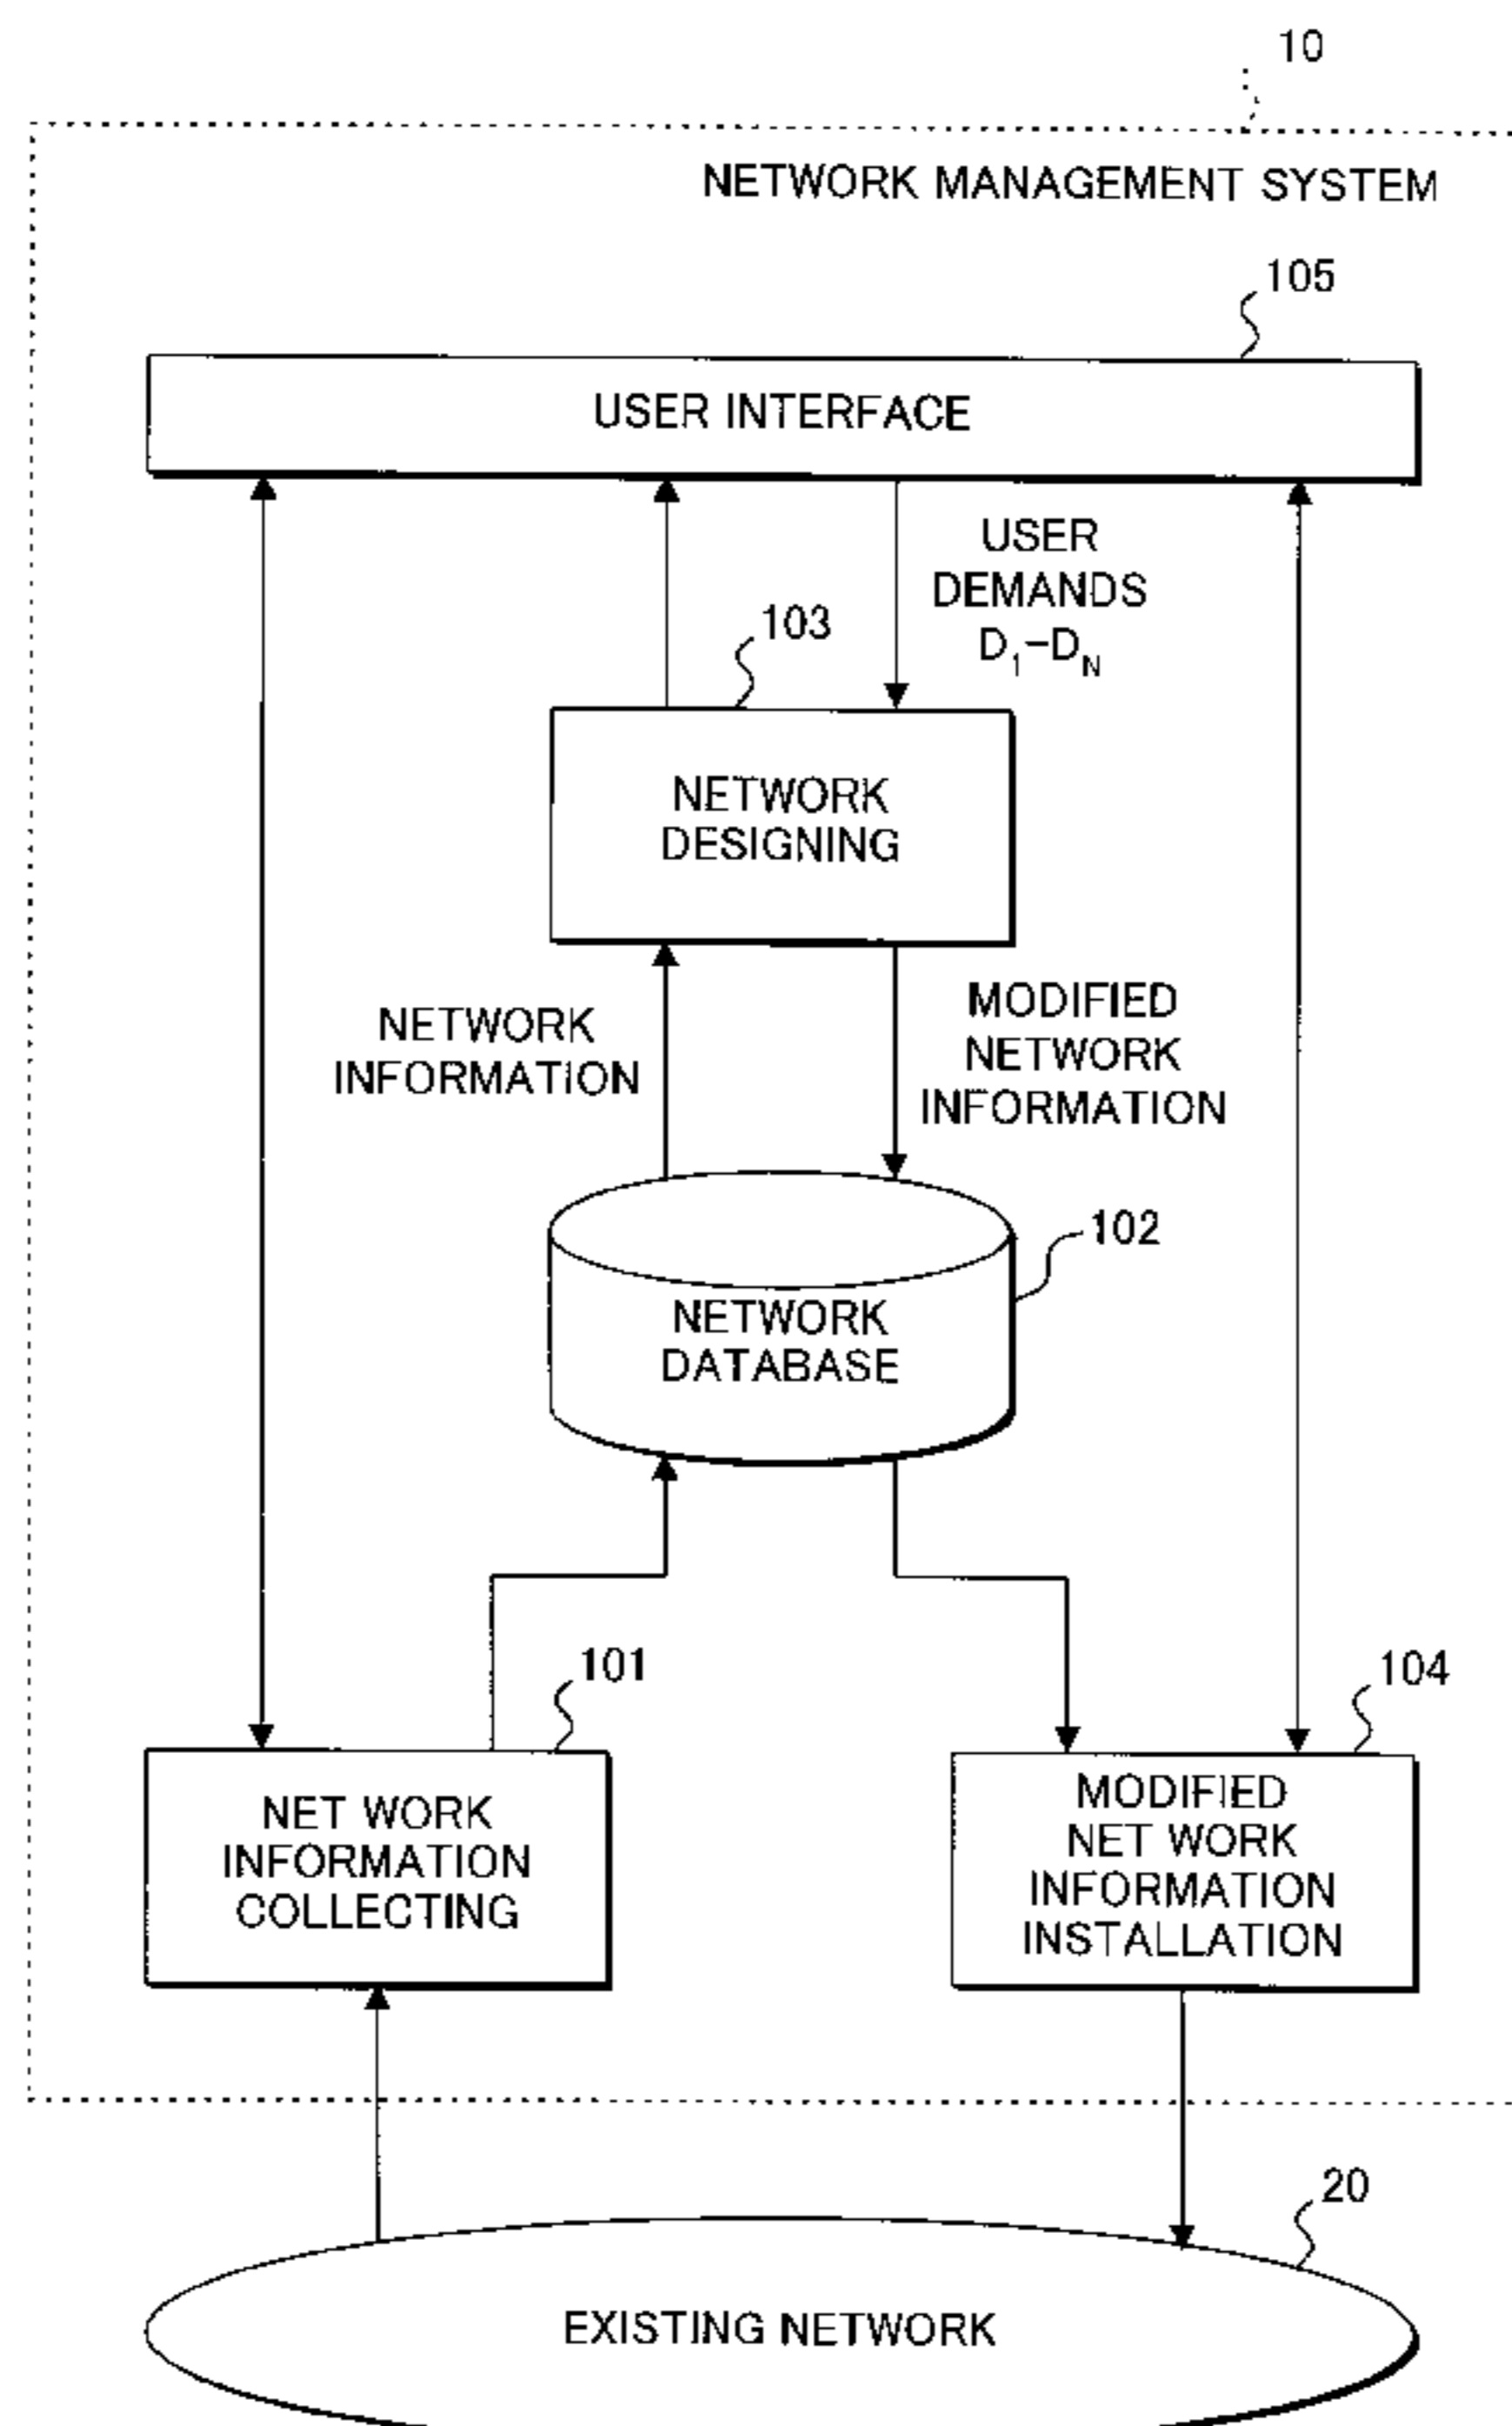 10
NETWORK MANAGEMENT SYSTEM
105
USER INTERFACE
USER
DEMANDS
D1-DN
103
NETWORK
DESIGNING
NETWORK
INFORMATION
MODIFIED
NETWORK
INFORMATION
102
NETWORK
DATABASE
101
104
NET WORK
INFORMATION
COLLECTING
MODIFIED
NET WORK
INFORMATION
INSTALLATION
20
EXISTING NETWORK